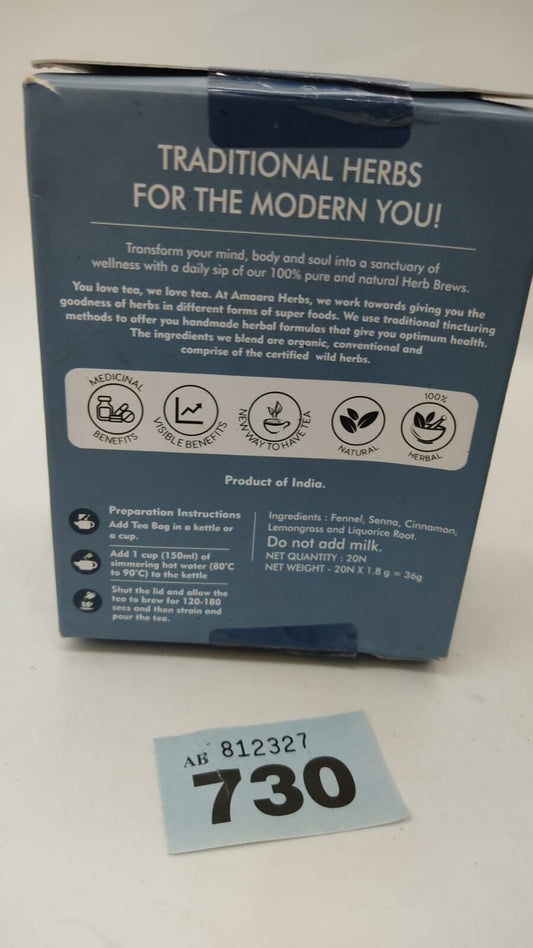 TRADITIONAL HERBS
FOR THE MODERN YOU!
Transform your mind, body and soul into a sanctuary of
wellness with a daily sip of our 100% pure and natural Herb Brews.
You love tea, we love tea. At Amaara Herbs, we work towards giving you the
goodness of herbs in different forms of super foods. We use traditional tincturing
methods to offer you handmade herbal formulas that give you optimum health.
The ingredients we blend are organic, conventional and
comprise of the certified wild herbs.
MEDICINAL
BENEFITS
VISIBLE BENEFITS
NEW WAY TO HAVE TEA
NATURAL
100%
HERBAL
Product of India.
Preparation Instructions
Add Tea Bag in a kettle or
a cup.
Add 1 cup (150ml) of
simmering hot water (80°C
to 90°C) to the kettle
Shut the lid and allow the
tea to brew for 120-180
secs and then strain and
pour the tea.
Ingredients : Fennel, Senna, Cinnamon,
Lemongrass and Liquorice Root.
Do not add milk.
NET QUANTITY : 20N
NET WEIGHT - 20N X 1.8 g = 36g
AB 812327
730